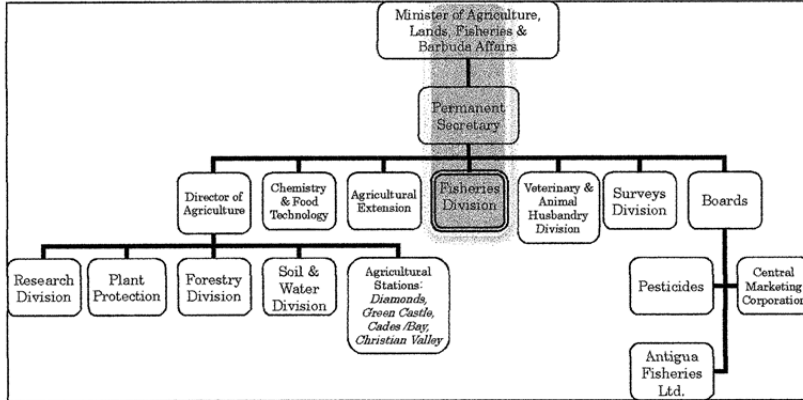 Minister of Agriculture,
Lands, Fisheries &
Barbuda Affairs
Permanent
Secretary
Director of
Agriculture
Chemistry
& Food
Technology
Agricultural
Extension
Fisheries
Division
Veterinary &
Animal
Husbandry
Division
Surveys
Division
Boards
Research
Division
Plant
Protection
Forestry
Division
Soil &
Water
Division
Agricultural
Stations:
Diamonds,
Green Castle,
Cades /Bay,
Christian Valley
Pesticides
Central
Marketing
Corporation
Antigua
Fisheries
Ltd.